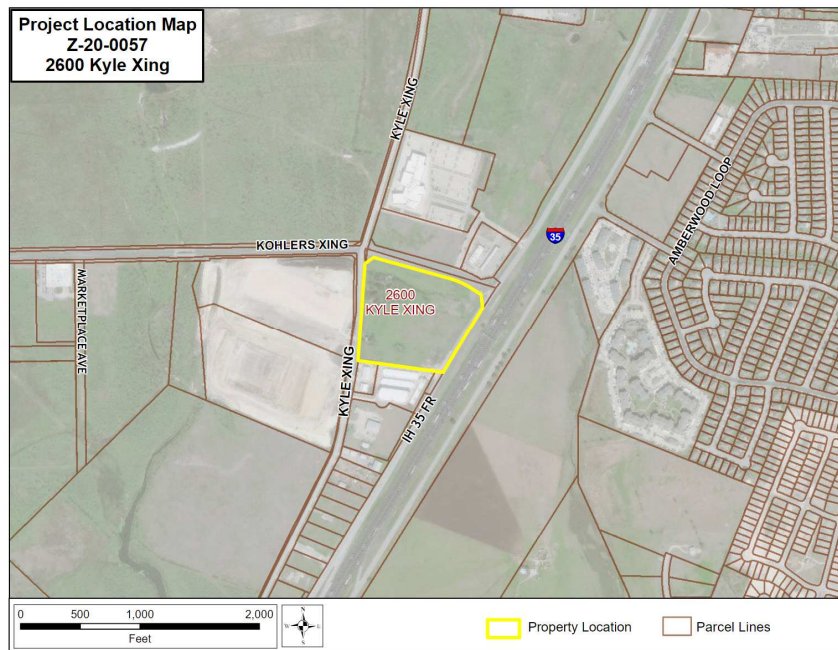 Project Location Map
Z-20-0057
2600 Kyle Xing
KYLE XING
AMBERWOOD LOOP
35
KOHLERS XING
MARKETPLACE AVE
2600
KYLE XING
KYLE XING
IH 35 FR
0 500 1,000 2,000
Feet
N
W E
S
Property Location
Parcel Lines